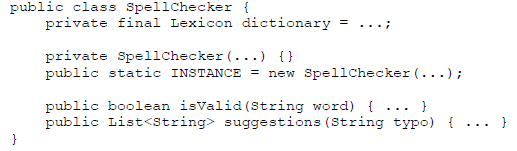 public class SpellChecker {
    private final Lexicon dictionary = ...;

    private SpellChecker(...) {}
    public static INSTANCE = new SpellChecker(...);

    public boolean isValid(String word) { ... }
    public List<String> suggestions(String typo) { ... }
}